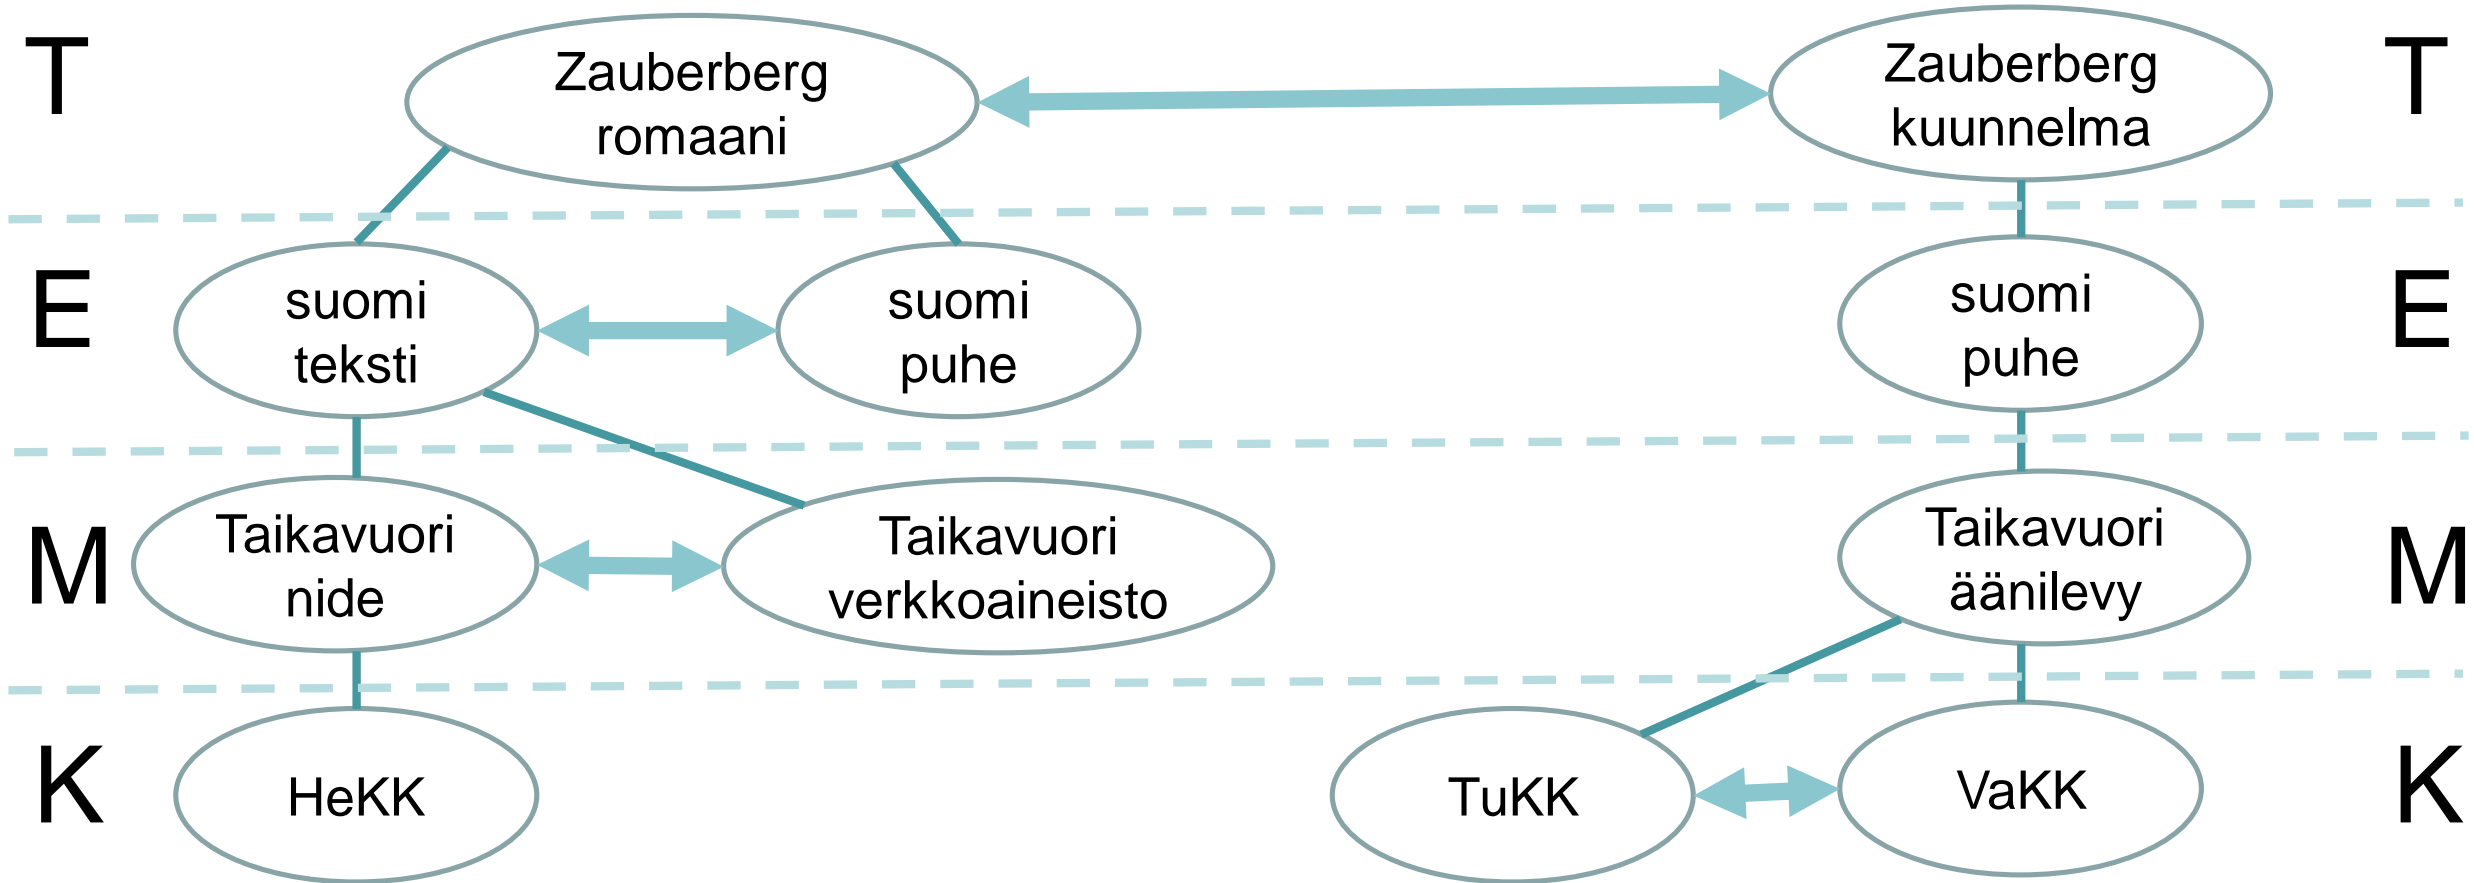 T
Zauberberg
romaani
Zauberberg
kuunnelma
T
E
suomi
teksti
suomi
puhe
suomi
puhe
E
M
Taikavuori
nide
Taikavuori
verkkoaineisto
Taikavuori
äänilevy
M
K
HeKK
TuKK
VaKK
K